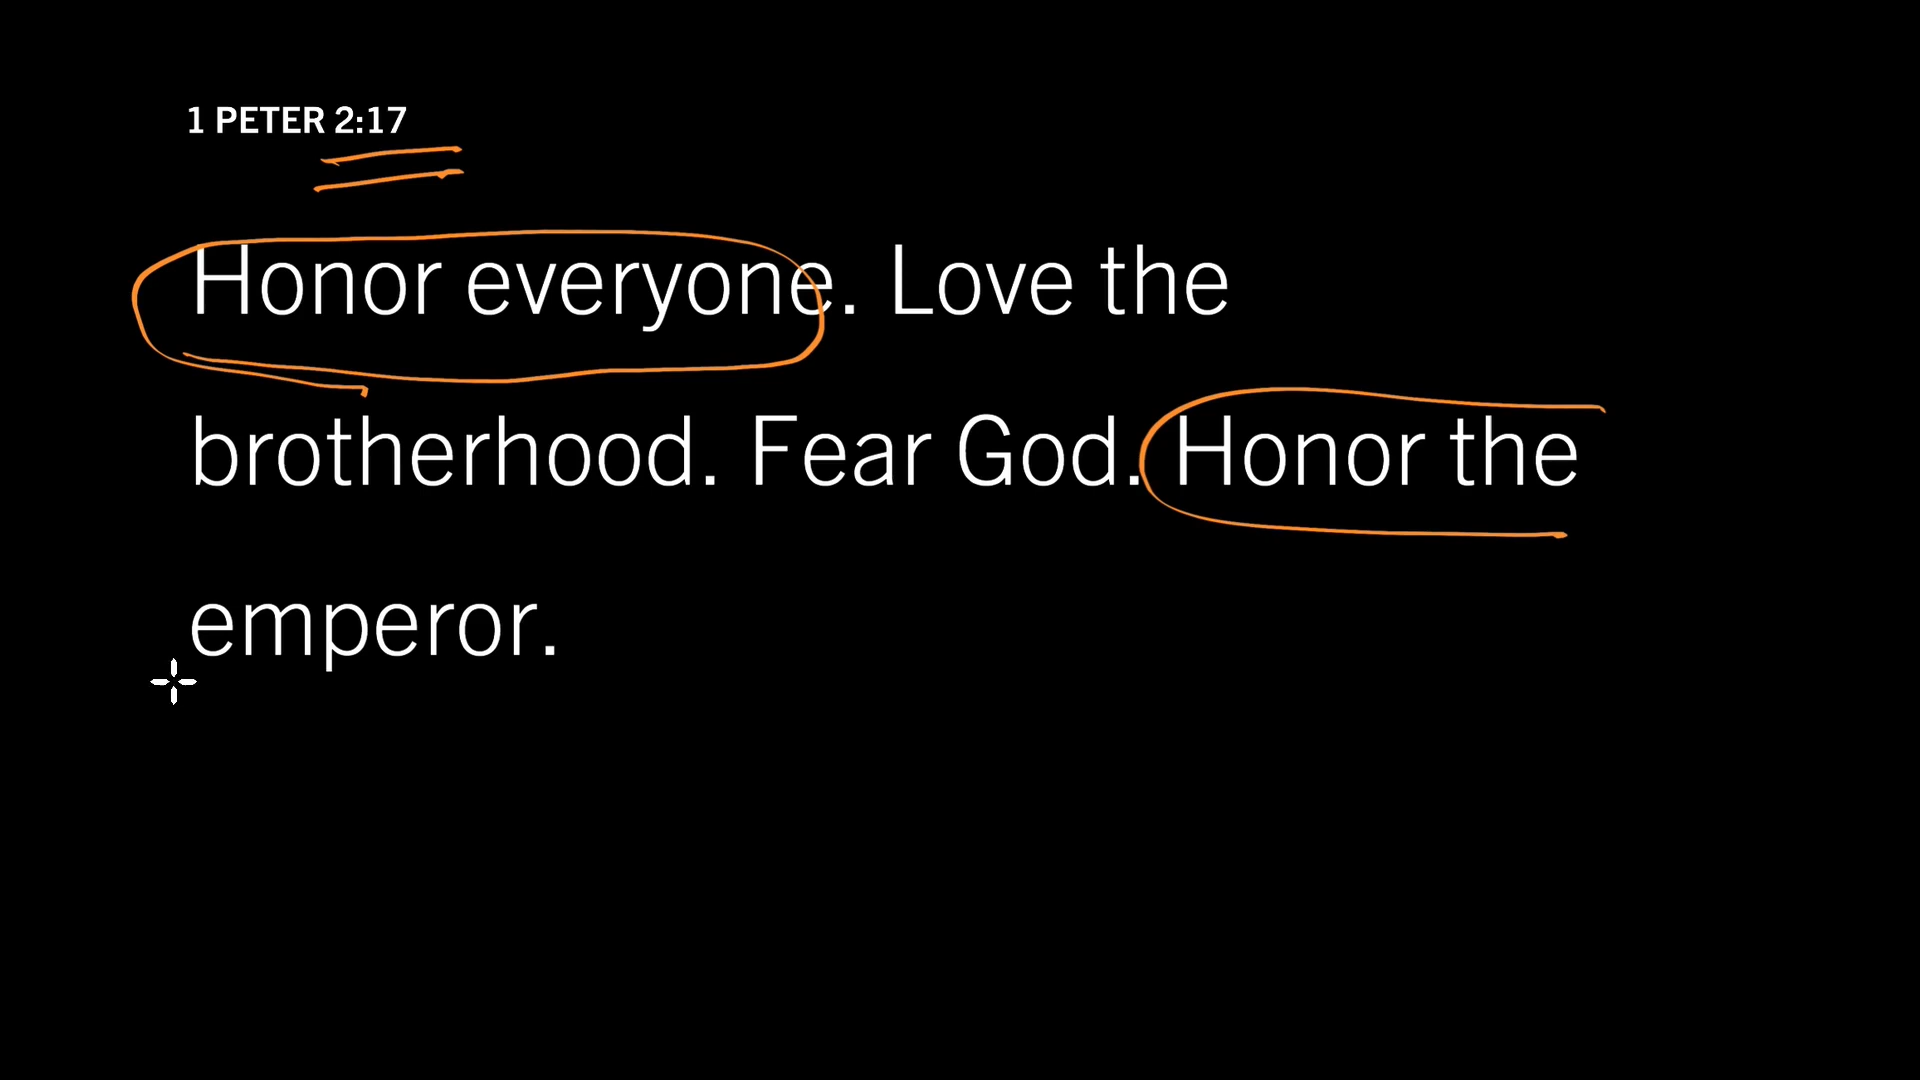 1 PETER 2:17
Honor everyone. Love the
brotherhood. Fear God. Honor the
emperor.